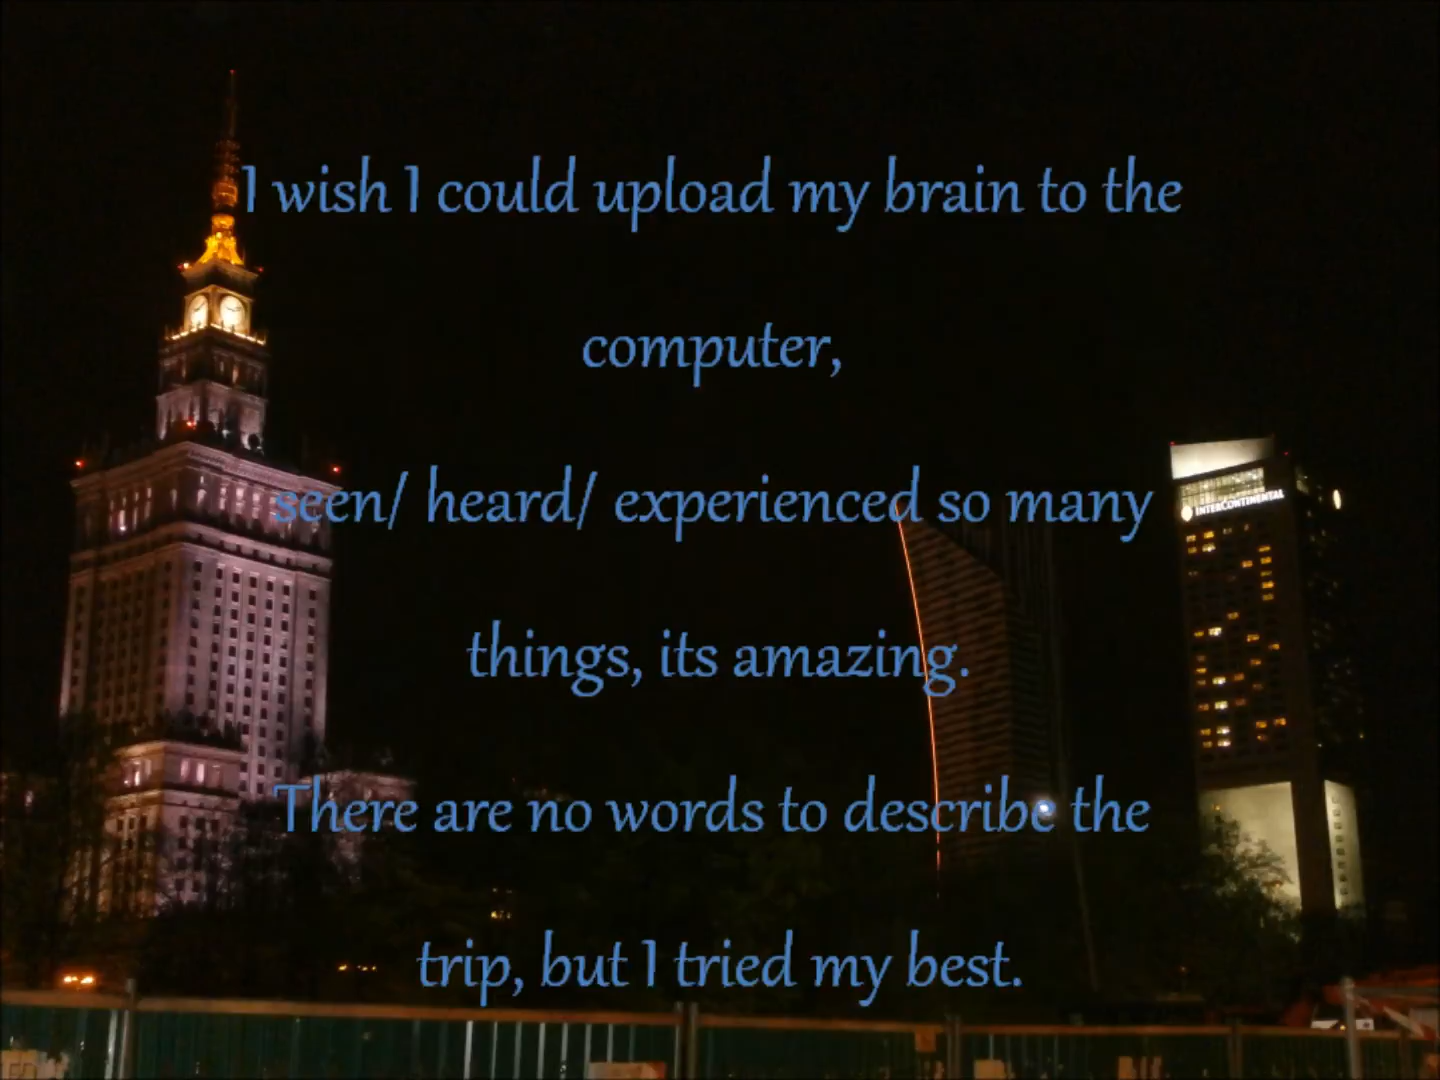 I wish I could upload my brain to the
computer,
seen/ heard/ experienced so many
things, its amazing.
There are no words to describe the
trip, but I tried my best.
INTERCONTINENTAL